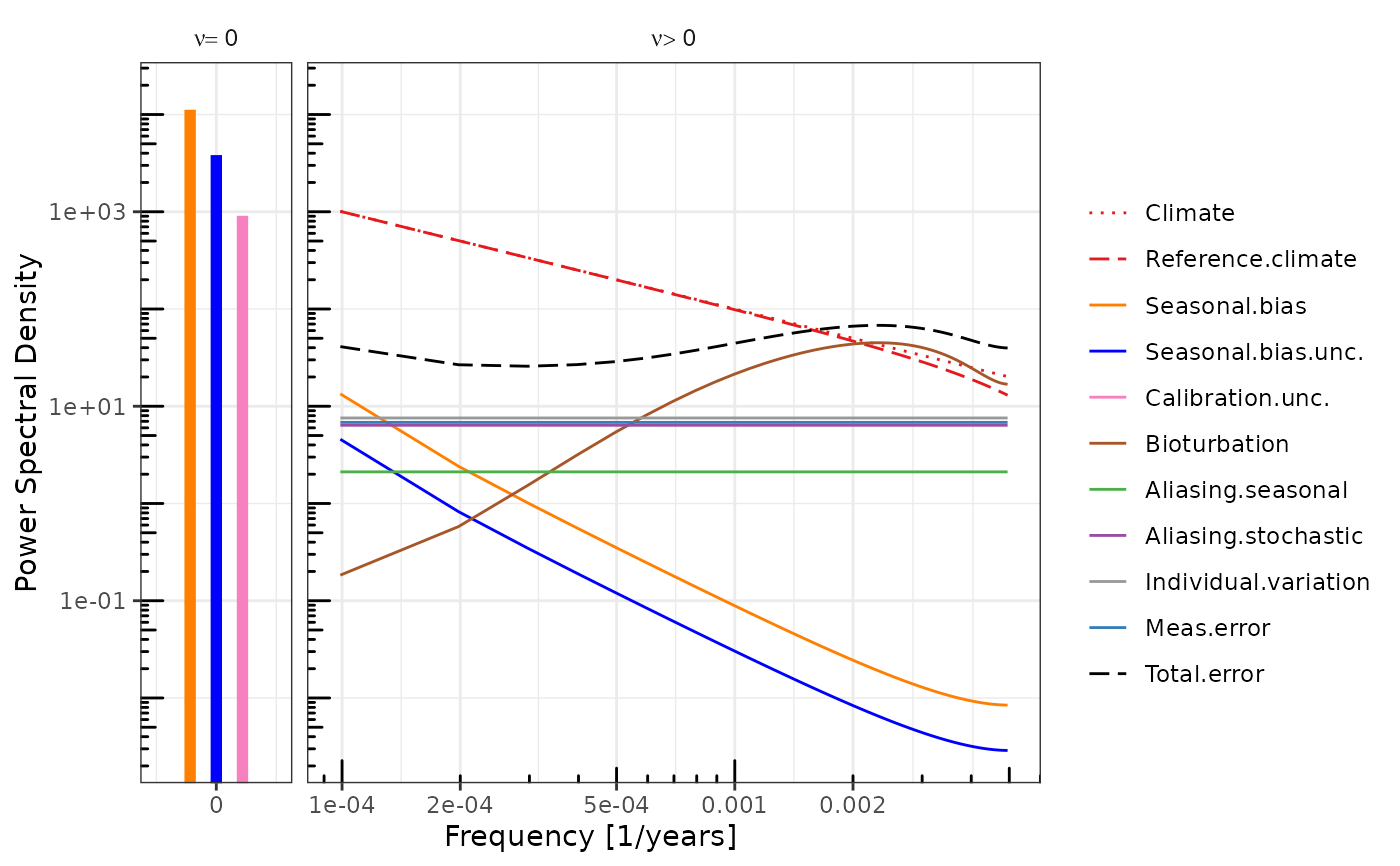 ν= 0
ν> 0
Power Spectral Density
1e+03
1e+01
1e-01
0
1e-04
2e-04
5e-04
0.001
0.002
Frequency [1/years]
Climate
Reference.climate
Seasonal.bias
Seasonal.bias.unc.
Calibration.unc.
Bioturbation
Aliasing.seasonal
Aliasing.stochastic
Individual.variation
Meas.error
Total.error